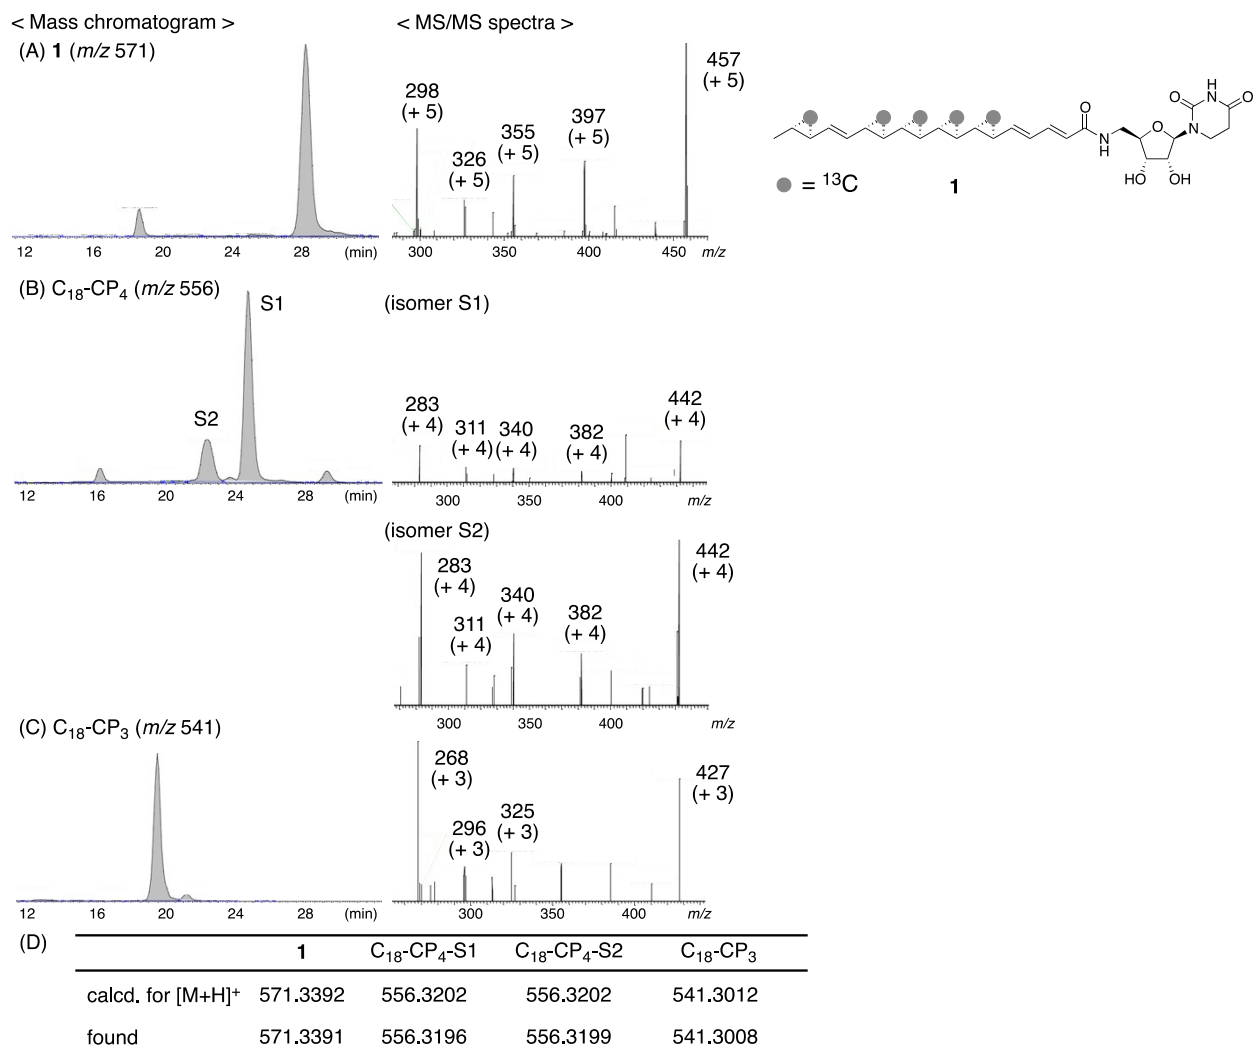 < Mass chromatogram >
< MS/MS spectra >
(A) 1 (m/z 571)
298
(+ 5)
326
(+ 5)
355
(+ 5)
397
(+ 5)
457
(+ 5)
12 16 20 24 28 (min)
300 350 400 450 m/z
O
N
H
O
HO OH
N
O
H
N
O
= ¹³C
1
(B) C₁₈-CP₄ (m/z 556)
S1
S2
12 16 20 24 28 (min)
(isomer S1)
283
(+ 4)
311
(+ 4)
340
(+ 4)
382
(+ 4)
442
(+ 4)
300 350 400 m/z
(isomer S2)
283
(+ 4)
311
(+ 4)
340
(+ 4)
382
(+ 4)
442
(+ 4)
300 350 400 m/z
(C) C₁₈-CP₃ (m/z 541)
268
(+ 3)
296
(+ 3)
325
(+ 3)
427
(+ 3)
12 16 20 24 28 (min)
300 350 400 m/z
(D)
1 C₁₈-CP₄-S1 C₁₈-CP₄-S2 C₁₈-CP₃
calcd. for [M+H]⁺ 571.3392 556.3202 556.3202 541.3012
found 571.3391 556.3196 556.3199 541.3008